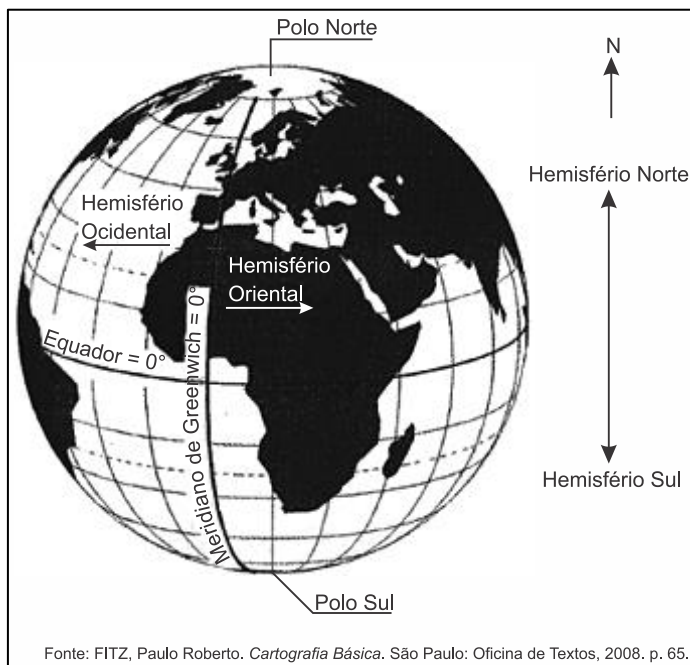 Polo Norte
N
Hemisfério Norte
Hemisfério
Ocidental
Hemisfério
Oriental
Equador = 0°
Meridiano de Greenwich = 0°
Hemisfério Sul
Polo Sul
Fonte: FITZ, Paulo Roberto. Cartografia Básica. São Paulo: Oficina de Textos, 2008. p. 65.